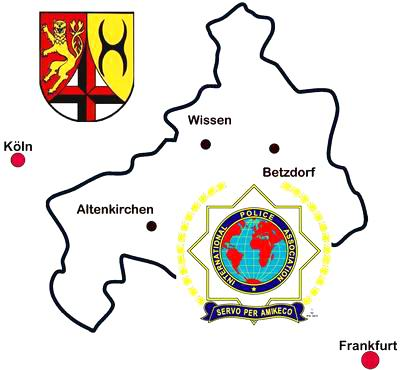 Wissen
Köln
Betzdorf
Altenkirchen
INTERNATIONAL POLICE ASSOCIATION
SERVO PER AMIKECO
Frankfurt